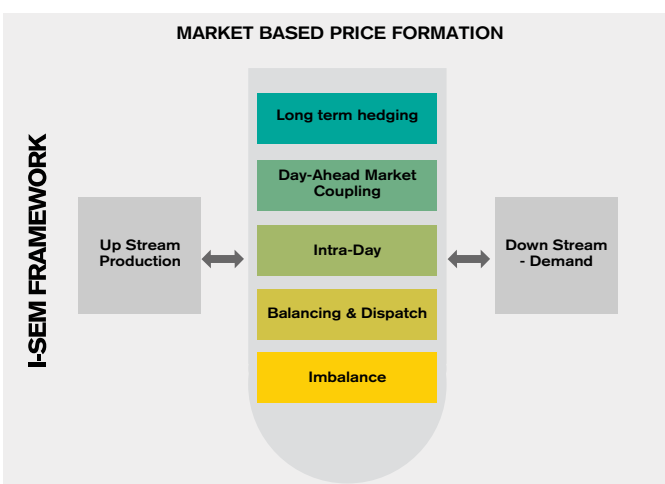 MARKET BASED PRICE FORMATION
I-SEM FRAMEWORK
Long term hedging
Day-Ahead Market
Coupling
Up Stream
Production
Intra-Day
Down Stream
- Demand
Balancing & Dispatch
Imbalance